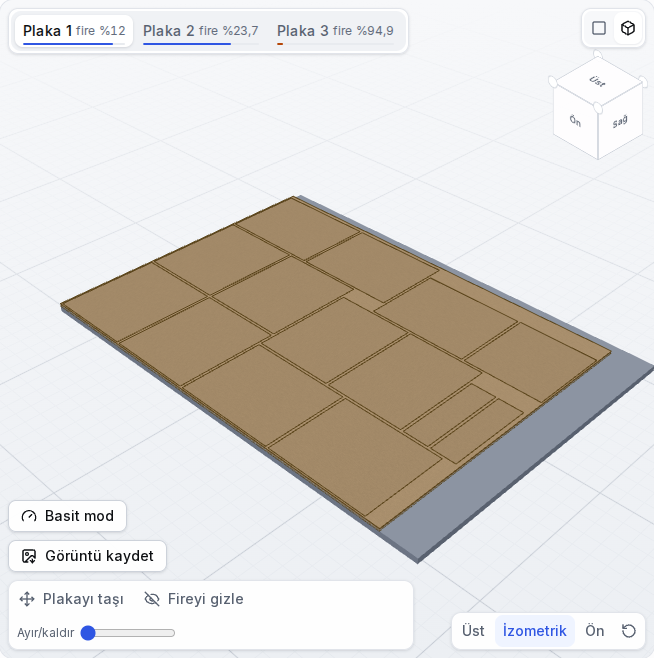 Plaka 1 fire %12 Plaka 2 fire %23,7 Plaka 3 fire %94,9
Üst
Ön Sağ
Basit mod
Görüntü kaydet
Plakayı taşı Fireyi gizle
Ayır/kaldır
Üst İzometrik Ön